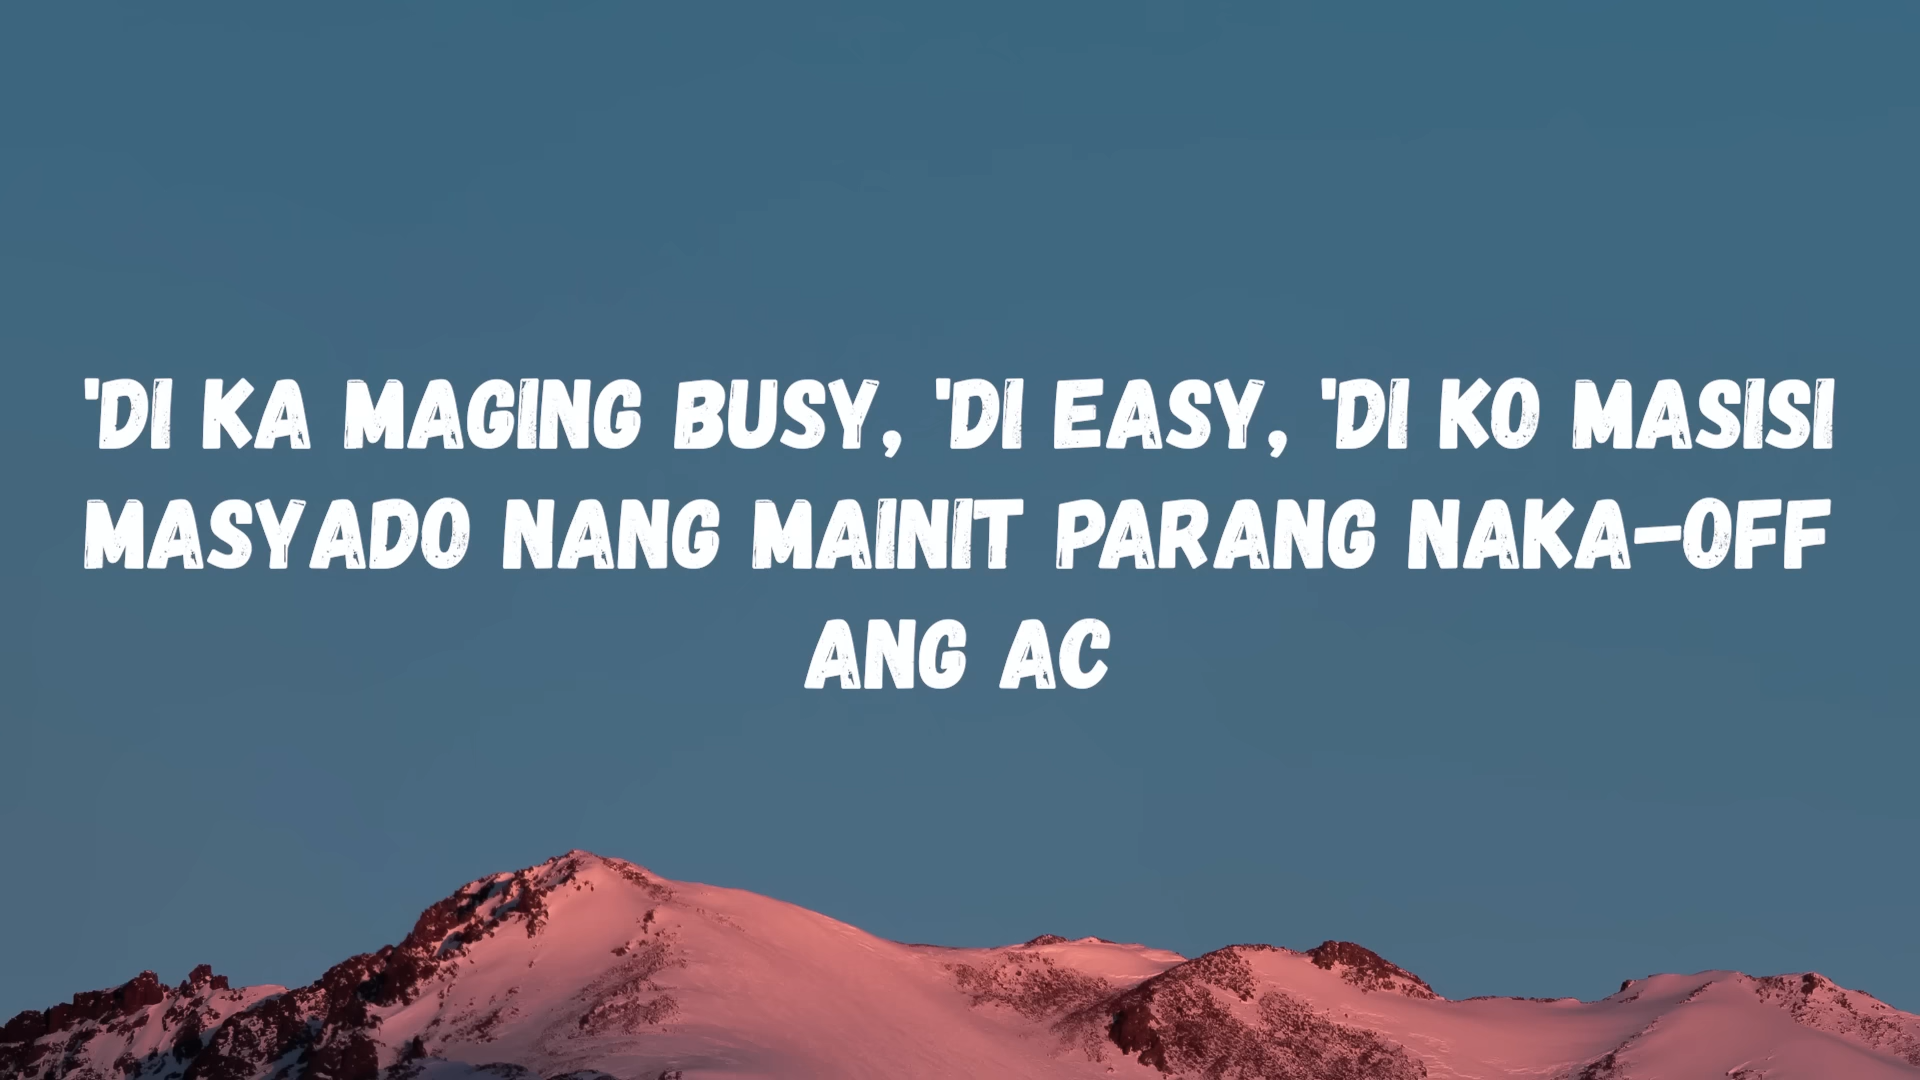 'DI KA MAGING BUSY, 'DI EASY, 'DI KO MASISI
MASYADO NANG MAINIT PARANG NAKA-OFF
ANG AC